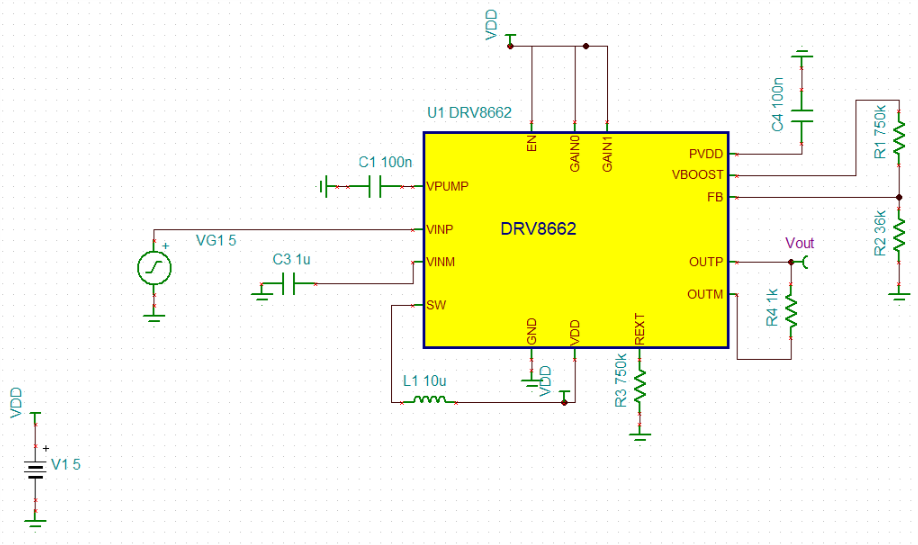 VDD
U1 DRV8662
EN
GAIN0
GAIN1
C4 100n
R1 750k
PVDD
VBOOST
FB
C1 100n
VPUMP
VINP
DRV8662
VG1 5
+
R2 36k
Vout
C3 1u
VINM
OUTP
SW
OUTM
R4 1k
GND
VDD
REXT
L1 10u
VDD
R3 750k
VDD
+
V1 5